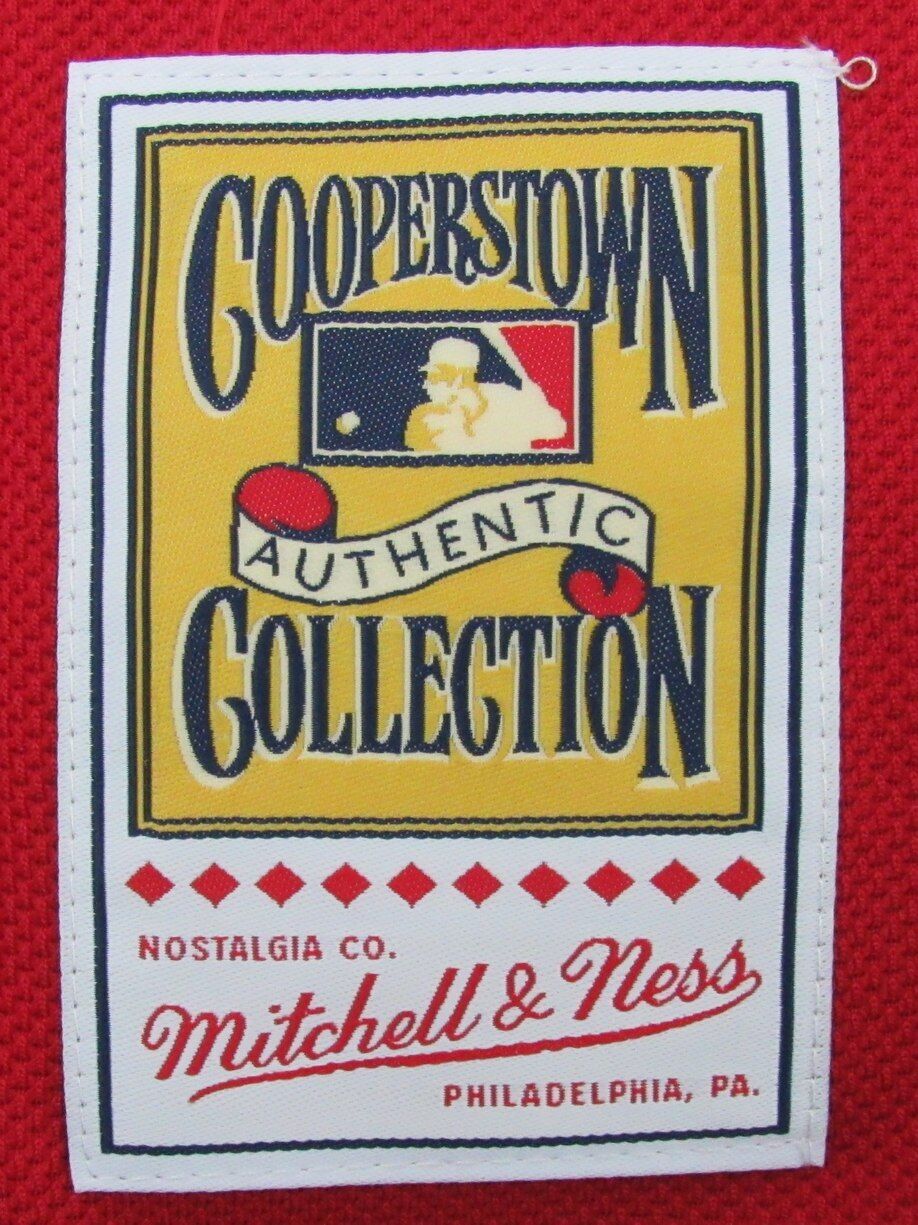 COOPERSTOWN
AUTHENTIC
COLLECTION
NOSTALGIA CO.
Mitchell & Ness
PHILADELPHIA, PA.